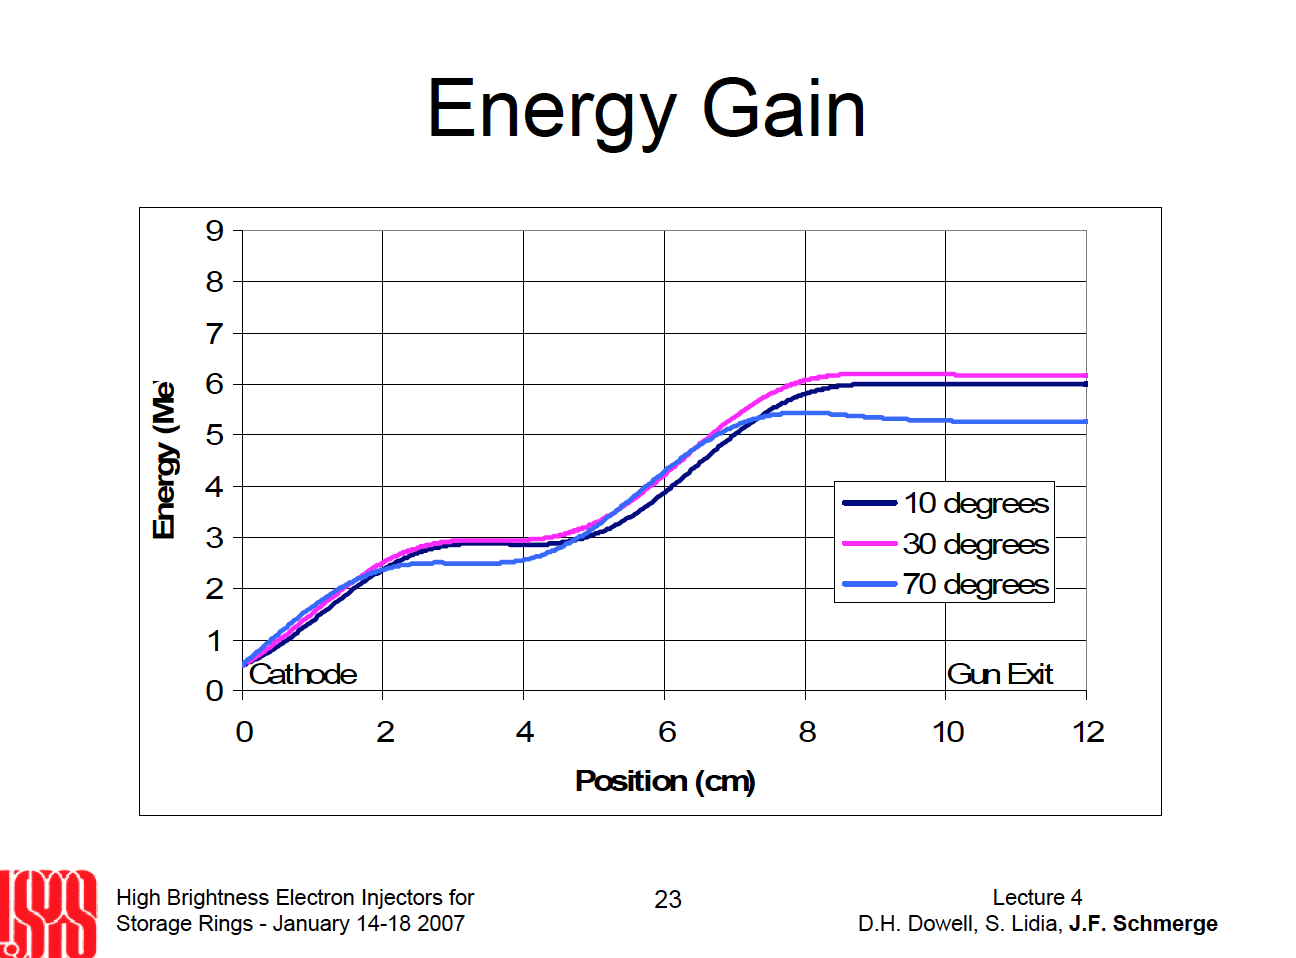 Energy Gain
9
8
7
6
5
4
3
2
1
0
Energy (Me
Cathode
Gun Exit
10 degrees
30 degrees
70 degrees
0 2 4 6 8 10 12
Position (cm)
High Brightness Electron Injectors for
Storage Rings - January 14-18 2007
23
Lecture 4
D.H. Dowell, S. Lidia, J.F. Schmerge